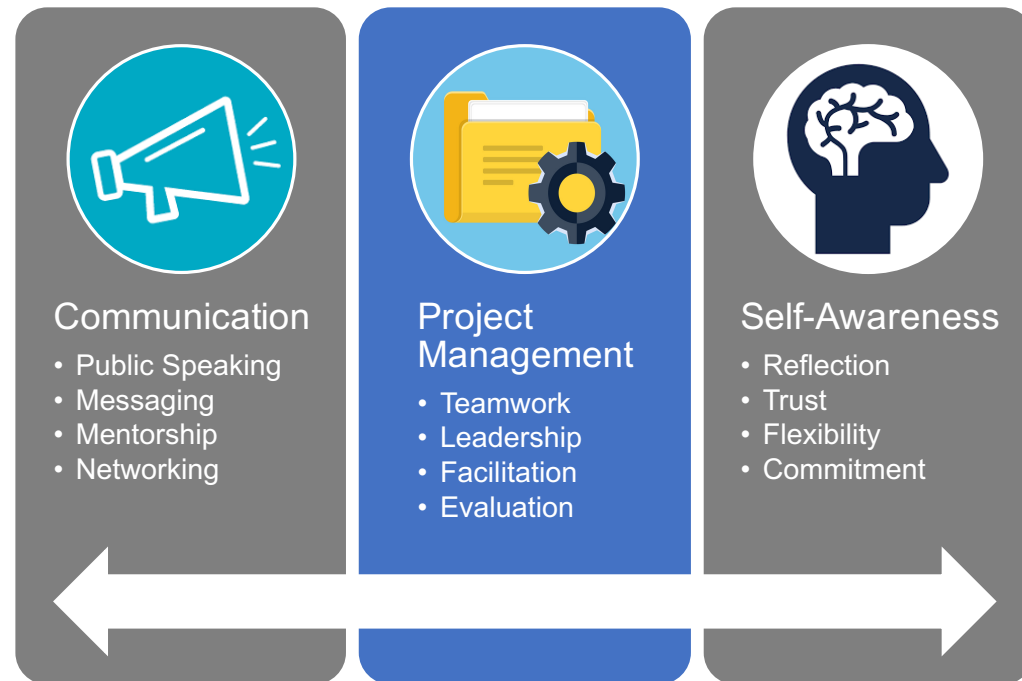 Communication
• Public Speaking
• Messaging
• Mentorship
• Networking
Project
Management
• Teamwork
• Leadership
• Facilitation
• Evaluation
Self-Awareness
• Reflection
• Trust
• Flexibility
• Commitment